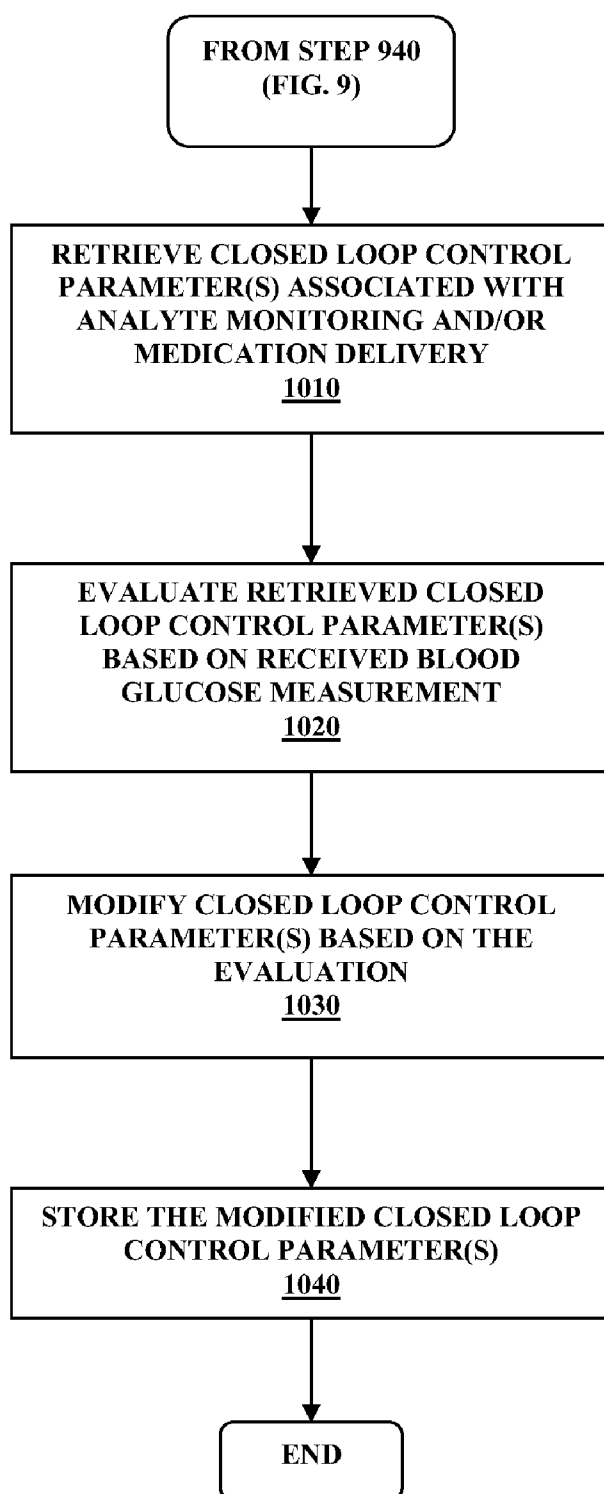 FROM STEP 940
(FIG. 9)
RETRIEVE CLOSED LOOP CONTROL
PARAMETER(S) ASSOCIATED WITH
ANALYTE MONITORING AND/OR
MEDICATION DELIVERY
1010
EVALUATE RETRIEVED CLOSED
LOOP CONTROL PARAMETER(S)
BASED ON RECEIVED BLOOD
GLUCOSE MEASUREMENT
1020
MODIFY CLOSED LOOP CONTROL
PARAMETER(S) BASED ON THE
EVALUATION
1030
STORE THE MODIFIED CLOSED LOOP
CONTROL PARAMETER(S)
1040
END